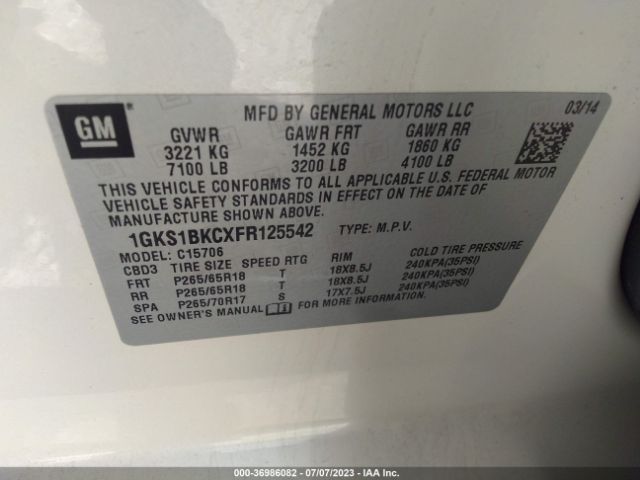 GM
MFD BY GENERAL MOTORS LLC 03/14
GVWR GAWR FRT GAWR RR
3221 KG 1452 KG 1860 KG
7100 LB 3200 LB 4100 LB
THIS VEHICLE CONFORMS TO ALL APPLICABLE U.S. FEDERAL MOTOR
VEHICLE SAFETY STANDARDS IN EFFECT ON THE DATE OF
MANUFACTURE SHOWN ABOVE.
1GKS1BKCXFR125542 TYPE: M.P.V.
MODEL: C15706
CBD3 TIRE SIZE SPEED RTG RIM COLD TIRE PRESSURE
FRT P265/65R18 T 18X8.5J 240KPA(35PSI)
RR P265/65R18 T 18X8.5J 240KPA(35PSI)
SPA P265/70R17 S 17X7.5J 240KPA(35PSI)
SEE OWNER'S MANUAL FOR MORE INFORMATION.
000-36986082 - 07/07/2023 - IAA Inc.